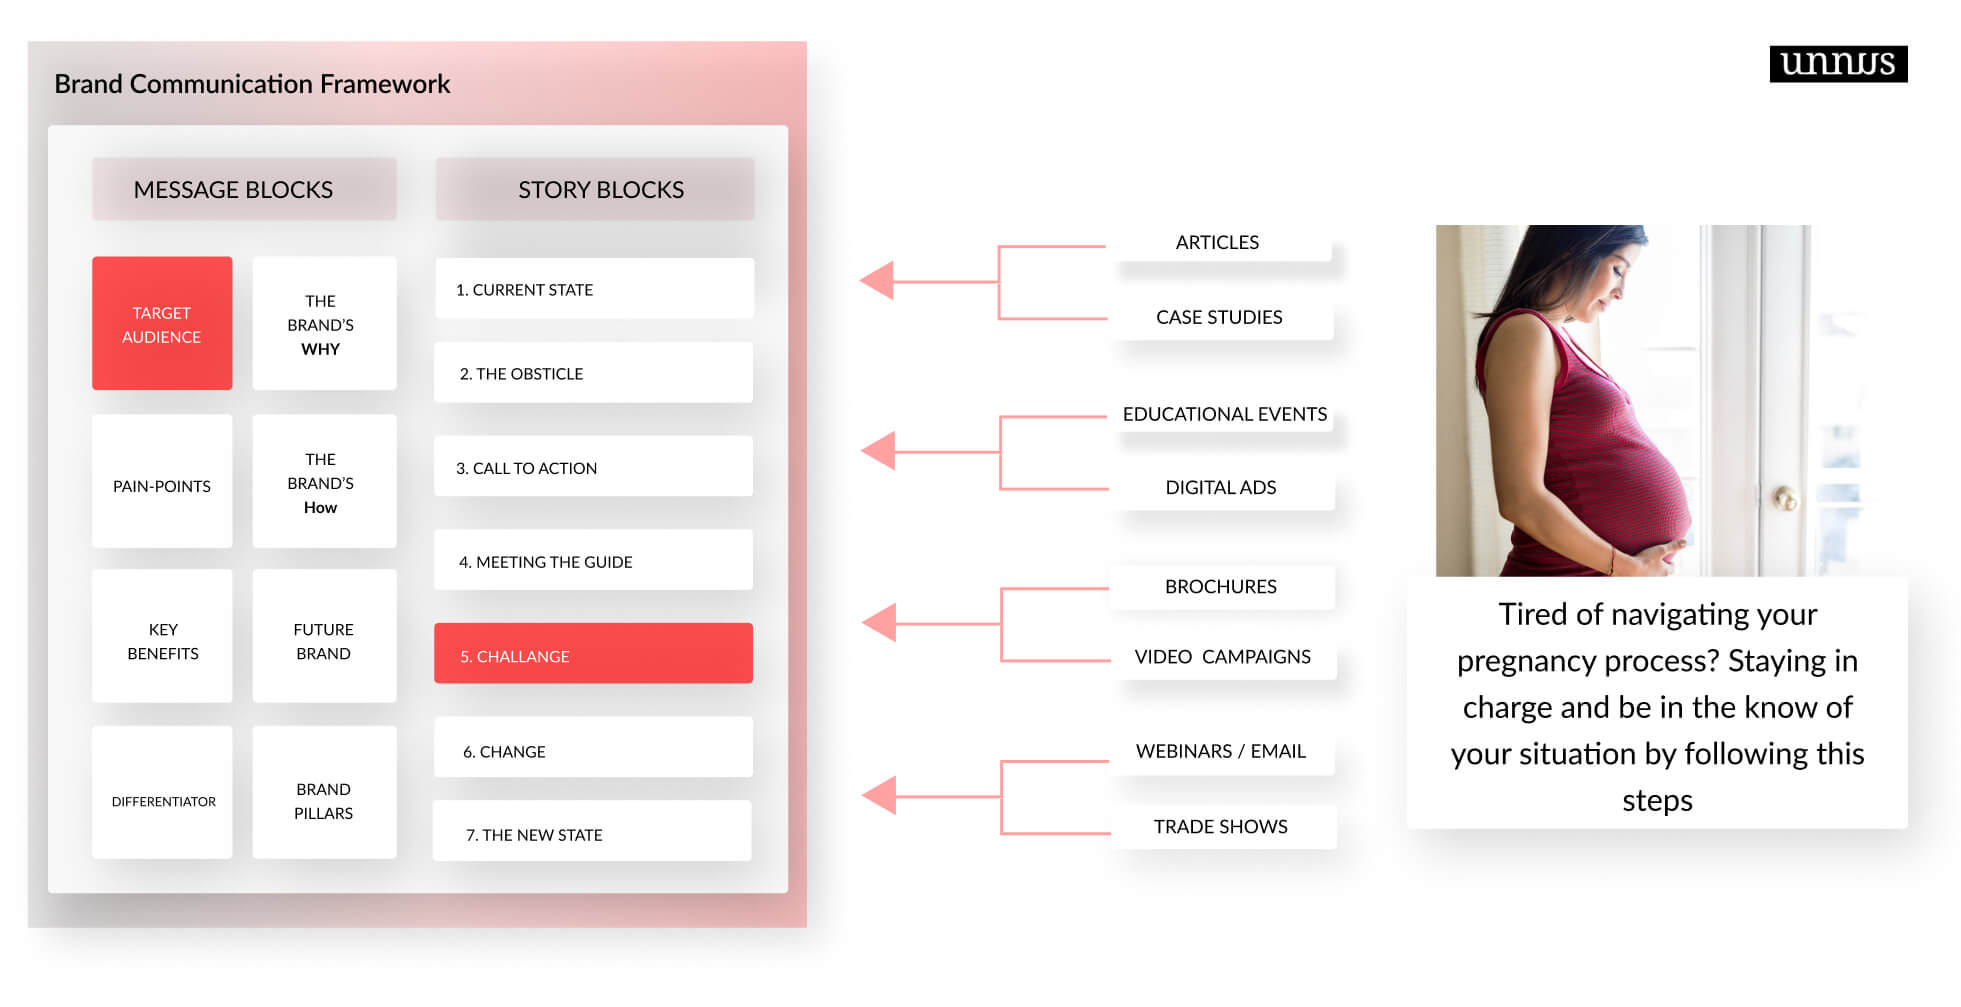 Brand Communication Framework
unnus
MESSAGE BLOCKS
STORY BLOCKS
TARGET
AUDIENCE
THE
BRAND'S
WHY
PAIN-POINTS
THE
BRAND'S
How
KEY
BENEFITS
FUTURE
BRAND
DIFFERENTIATOR
BRAND
PILLARS
1. CURRENT STATE
2. THE OBSTICLE
3. CALL TO ACTION
4. MEETING THE GUIDE
5. CHALLANGE
6. CHANGE
7. THE NEW STATE
ARTICLES
CASE STUDIES
EDUCATIONAL EVENTS
DIGITAL ADS
BROCHURES
VIDEO CAMPAIGNS
WEBINARS / EMAIL
TRADE SHOWS
Tired of navigating your
pregnancy process? Staying in
charge and be in the know of
your situation by following this
steps